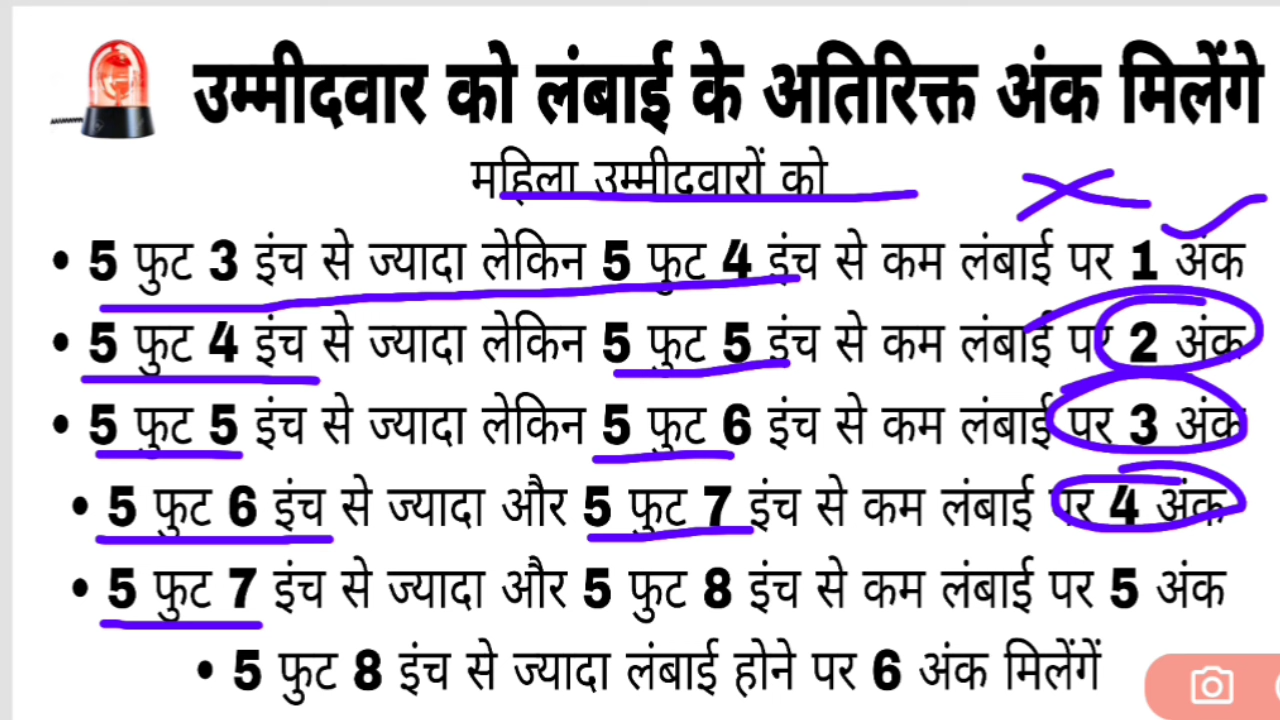 उम्मीदवार को लंबाई के अतिरिक्त अंक मिलेंगे
महिला उम्मीदवारों को
• 5 फुट 3 इंच से ज्यादा लेकिन 5 फुट 4 इंच से कम लंबाई पर 1 अंक
• 5 फुट 4 इंच से ज्यादा लेकिन 5 फुट 5 इंच से कम लंबाई पर 2 अंक
• 5 फुट 5 इंच से ज्यादा लेकिन 5 फुट 6 इंच से कम लंबाई पर 3 अंक
• 5 फुट 6 इंच से ज्यादा और 5 फुट 7 इंच से कम लंबाई पर 4 अंक
• 5 फुट 7 इंच से ज्यादा और 5 फुट 8 इंच से कम लंबाई पर 5 अंक
• 5 फुट 8 इंच से ज्यादा लंबाई होने पर 6 अंक मिलेंगें